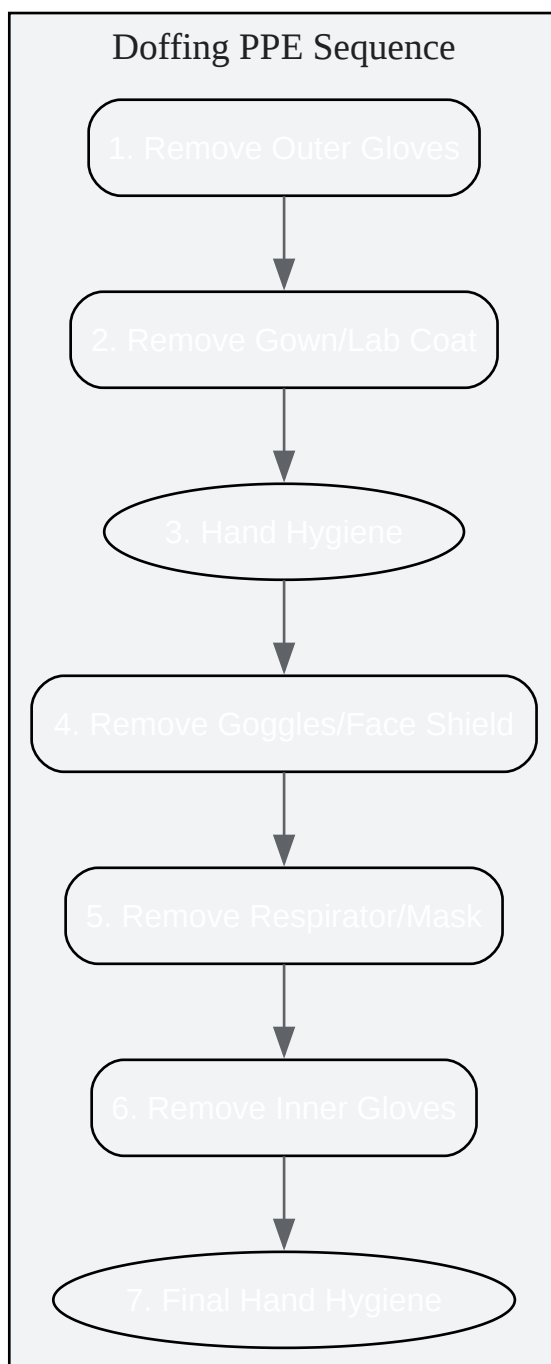 Doffing PPE Sequence
1. Remove Outer Gloves
2. Remove Gown/Lab Coat
3. Hand Hygiene
4. Remove Goggles/Face Shield
5. Remove Respirator/Mask
6. Remove Inner Gloves
7. Final Hand Hygiene